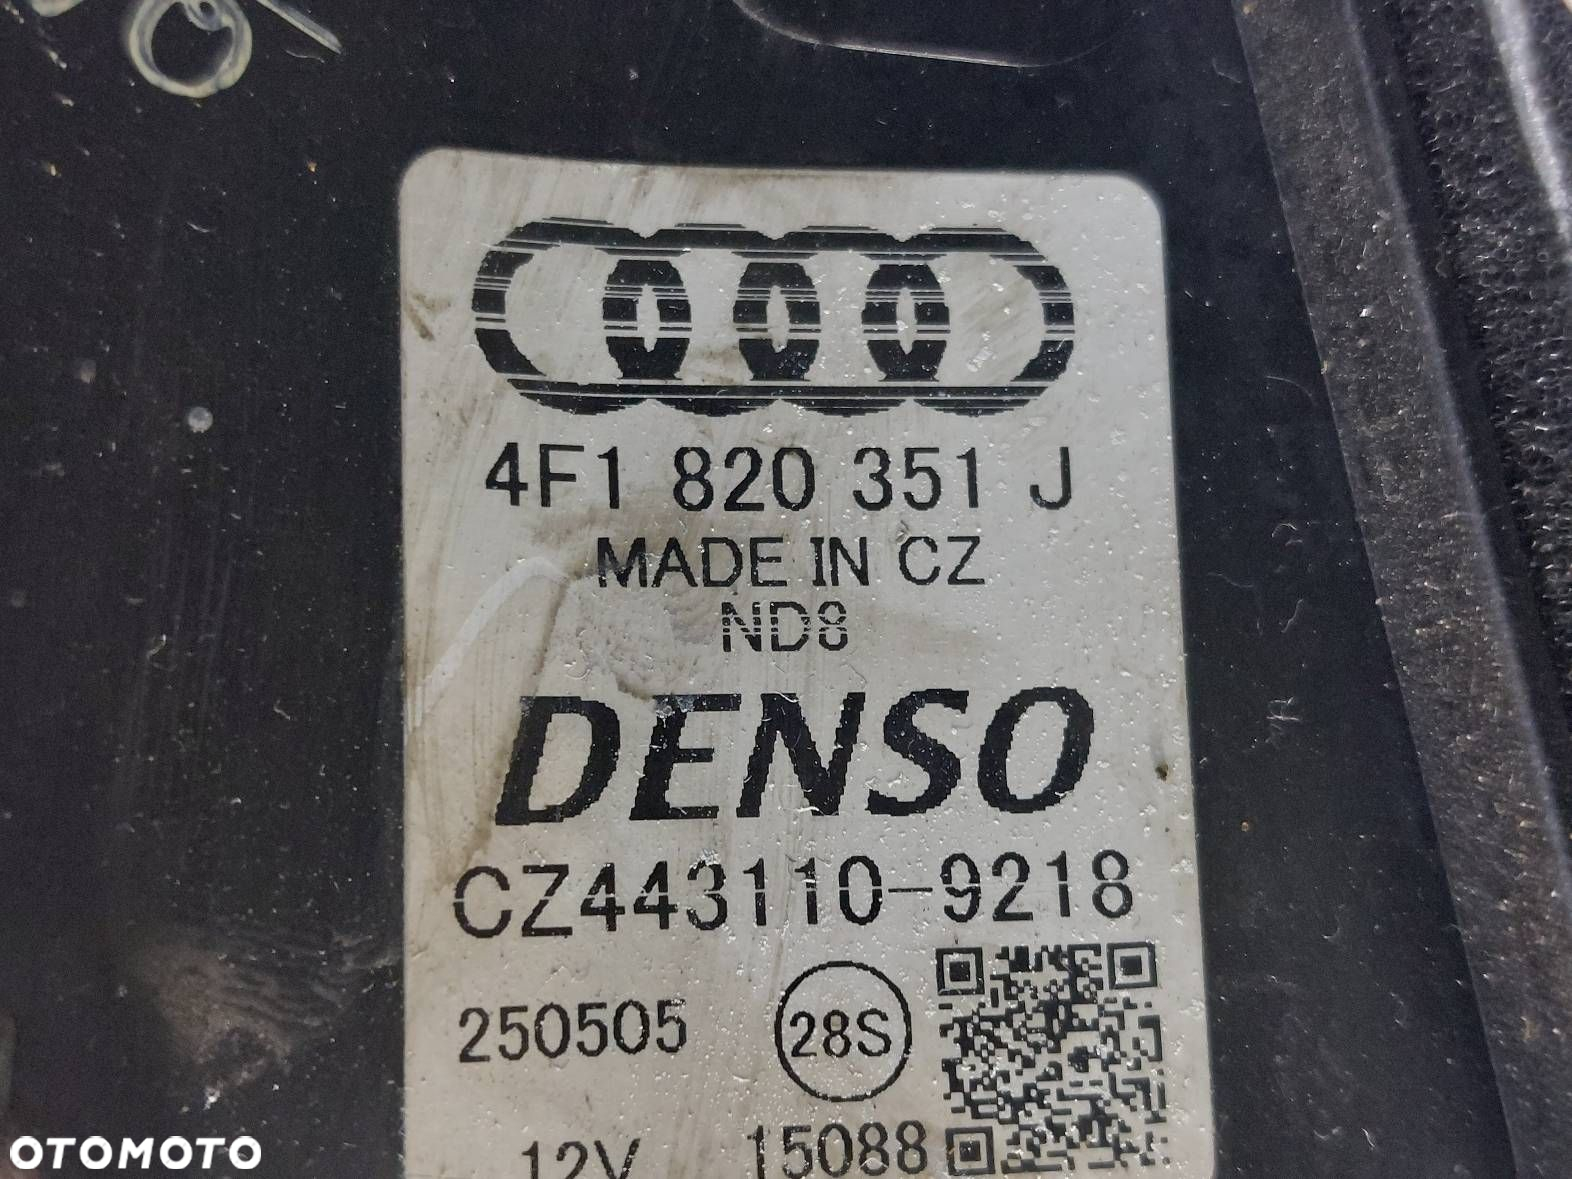 4F1 820 351 J
MADE IN CZ
ND8
DENSO
CZ443110-9218
250505 28S
12V 15088
OTOMOTO